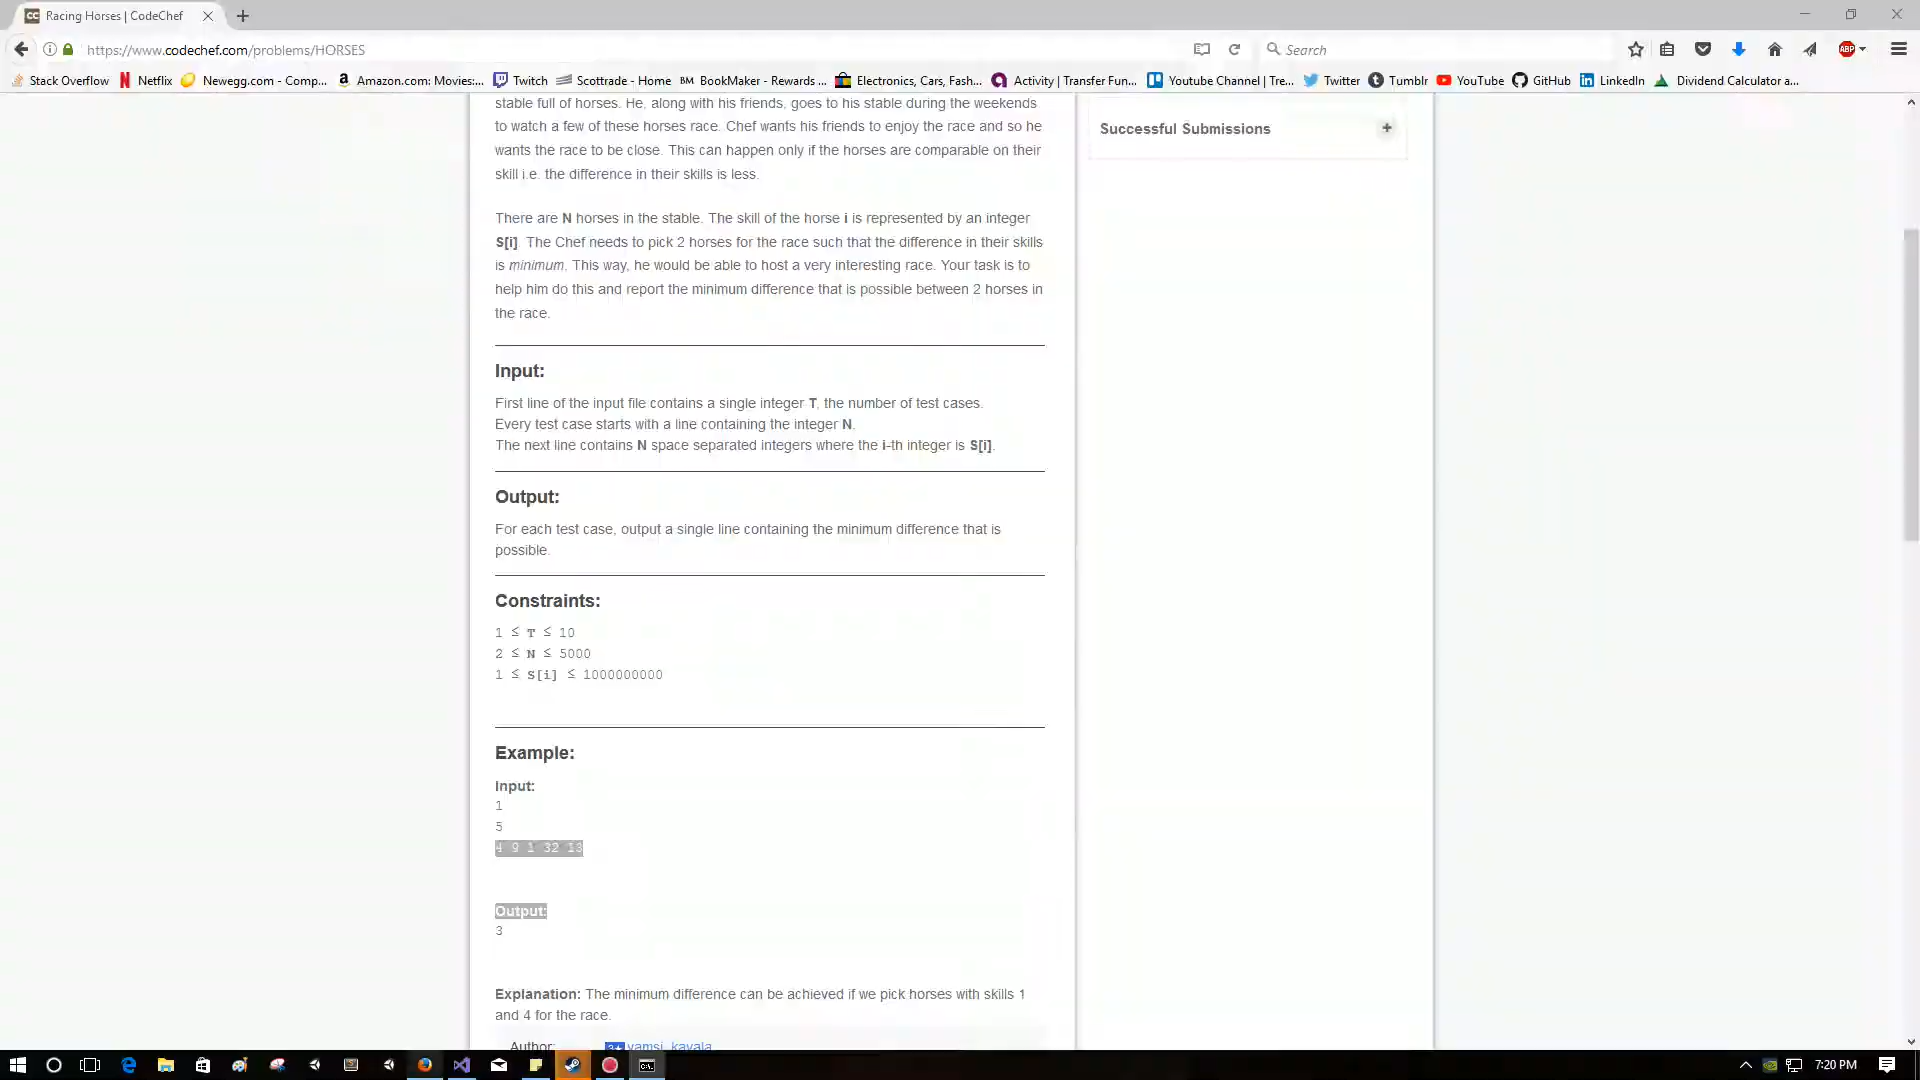 Racing Horses | CodeChef
https://www.codechef.com/problems/HORSES
Search
ABP
Stack Overflow Netflix Newegg.com - Comp... Amazon.com: Movies:... Twitch Scottrade - Home BM BookMaker - Rewards ... Electronics, Cars, Fash... Activity | Transfer Fun... Youtube Channel | Tre... Twitter Tumblr YouTube GitHub LinkedIn Dividend Calculator a...
stable full of horses. He, along with his friends, goes to his stable during the weekends
to watch a few of these horses race. Chef wants his friends to enjoy the race and so he
wants the race to be close. This can happen only if the horses are comparable on their
skill i.e. the difference in their skills is less.
There are N horses in the stable. The skill of the horse i is represented by an integer
S[i]. The Chef needs to pick 2 horses for the race such that the difference in their skills
is minimum. This way, he would be able to host a very interesting race. Your task is to
help him do this and report the minimum difference that is possible between 2 horses in
the race.
Input:
First line of the input file contains a single integer T, the number of test cases.
Every test case starts with a line containing the integer N.
The next line contains N space separated integers where the i-th integer is S[i].
Output:
For each test case, output a single line containing the minimum difference that is
possible.
Constraints:
1 ≤ T ≤ 10
2 ≤ N ≤ 5000
1 ≤ S[i] ≤ 1000000000
Example:
Input:
1
5
4 9 1 32 13
Output:
3
Explanation: The minimum difference can be achieved if we pick horses with skills 1
and 4 for the race.
Author: vamsi_kavala
Successful Submissions +
7:20 PM